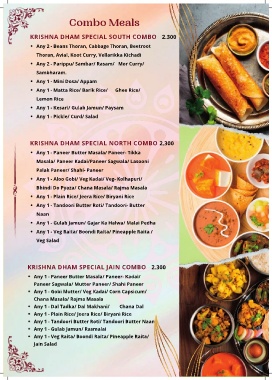 Combo Meals
KRISHNA DHAM SPECIAL SOUTH COMBO 2.300
• Any 2 - Beans Thoran, Cabbage Thoran, Beetroot
Thoran, Avial, Koot Curry, Vellarikka Kichadi
• Any 2 - Parippu/ Sambar/ Rasam/ Mor Curry/
Sambharam.
• Any 1 - Mini Dosa/ Appam
• Any 1 - Matta Rice/ Barik Rice/ Ghee Rice/
Lemon Rice
• Any 1 - Kesari/ Gulab Jamun/ Paysam
• Any 1 - Pickle/ Curd/ Salad
KRISHNA DHAM SPECIAL NORTH COMBO 2,300
• Any 1 - Paneer Butter Masala/ Paneer- Tikka
Masala/ Paneer Kadai/Paneer Sagwala/ Lasooni
Palak Paneer/ Shahi- Paneer
• Any 1 - Aloo Gobi/ Veg Kadai/ Veg-Kolhapuri/
Bhindi Do Pyaza/ Chana Masala/ Rajma Masala
• Any 1 - Plain Rice/ Jeera Rice/ Biryani Rice
• Any 1 - Tandoori Butter Roti/ Tandoori- Butter
Naan
• Any 1 - Gulab Jamun/ Gajar Ka Helwa/ Malai Pudha
• Any 1 - Veg Raita/ Boondi Raita/ Pineapple Raita /
Veg Salad
KRISHNA DHAM SPECIAL JAIN COMBO 2,300
• Any 1 - Paneer Butter Masala/ Paneer- Kadai/
Paneer Sagwala/ Mutter Paneer/ Shahi Paneer
• Any 1 - Gobi Mutter/ Veg Kadai/ Corn Capsicum/
Chana Masala/ Rajma Masala
• Any 1 - Dal Tadka/ Dal Makhani/ Chana Dal
• Any 1 - Plain Rice/ Jeera Rice/ Biryani Rice
• Any 1 - Tandoori Butter Roti/ Tandoori Butter Naan
• Any 1 - Gulab Jamun/ Rasmalai
• Any 1 - Veg Raita/ Boondi Raita/ Pineapple Raita/
Jain Salad